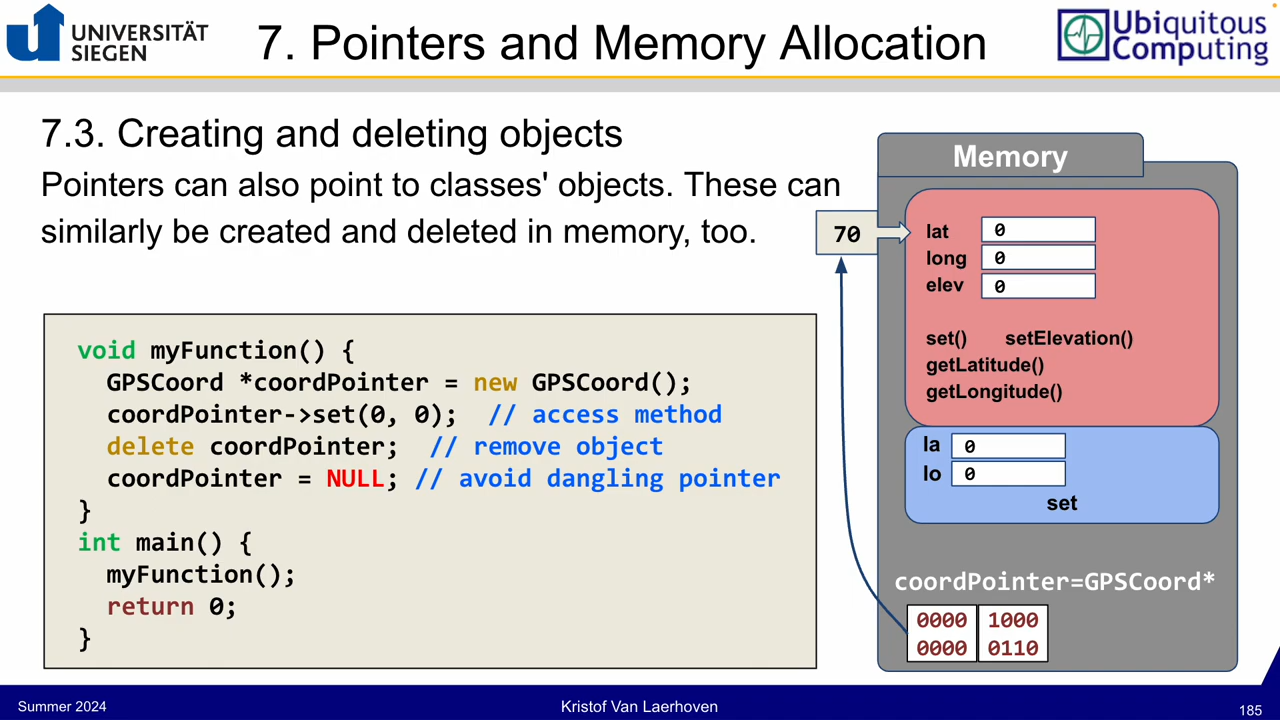 UNIVERSITÄT
SIEGEN
7. Pointers and Memory Allocation
Ubiquitous
Computing
7.3. Creating and deleting objects
Pointers can also point to classes' objects. These can
similarly be created and deleted in memory, too.
void myFunction() {
GPSCoord *coordPointer = new GPSCoord();
coordPointer->set(0, 0); // access method
delete coordPointer; // remove object
coordPointer = NULL; // avoid dangling pointer
}
int main() {
myFunction();
return 0;
}
Memory
70
lat 0
long 0
elev 0
set() setElevation()
getLatitude()
getLongitude()
la 0
lo 0
set
coordPointer=GPSCoord*
0000 1000
0000 0110
Summer 2024
Kristof Van Laerhoven
185